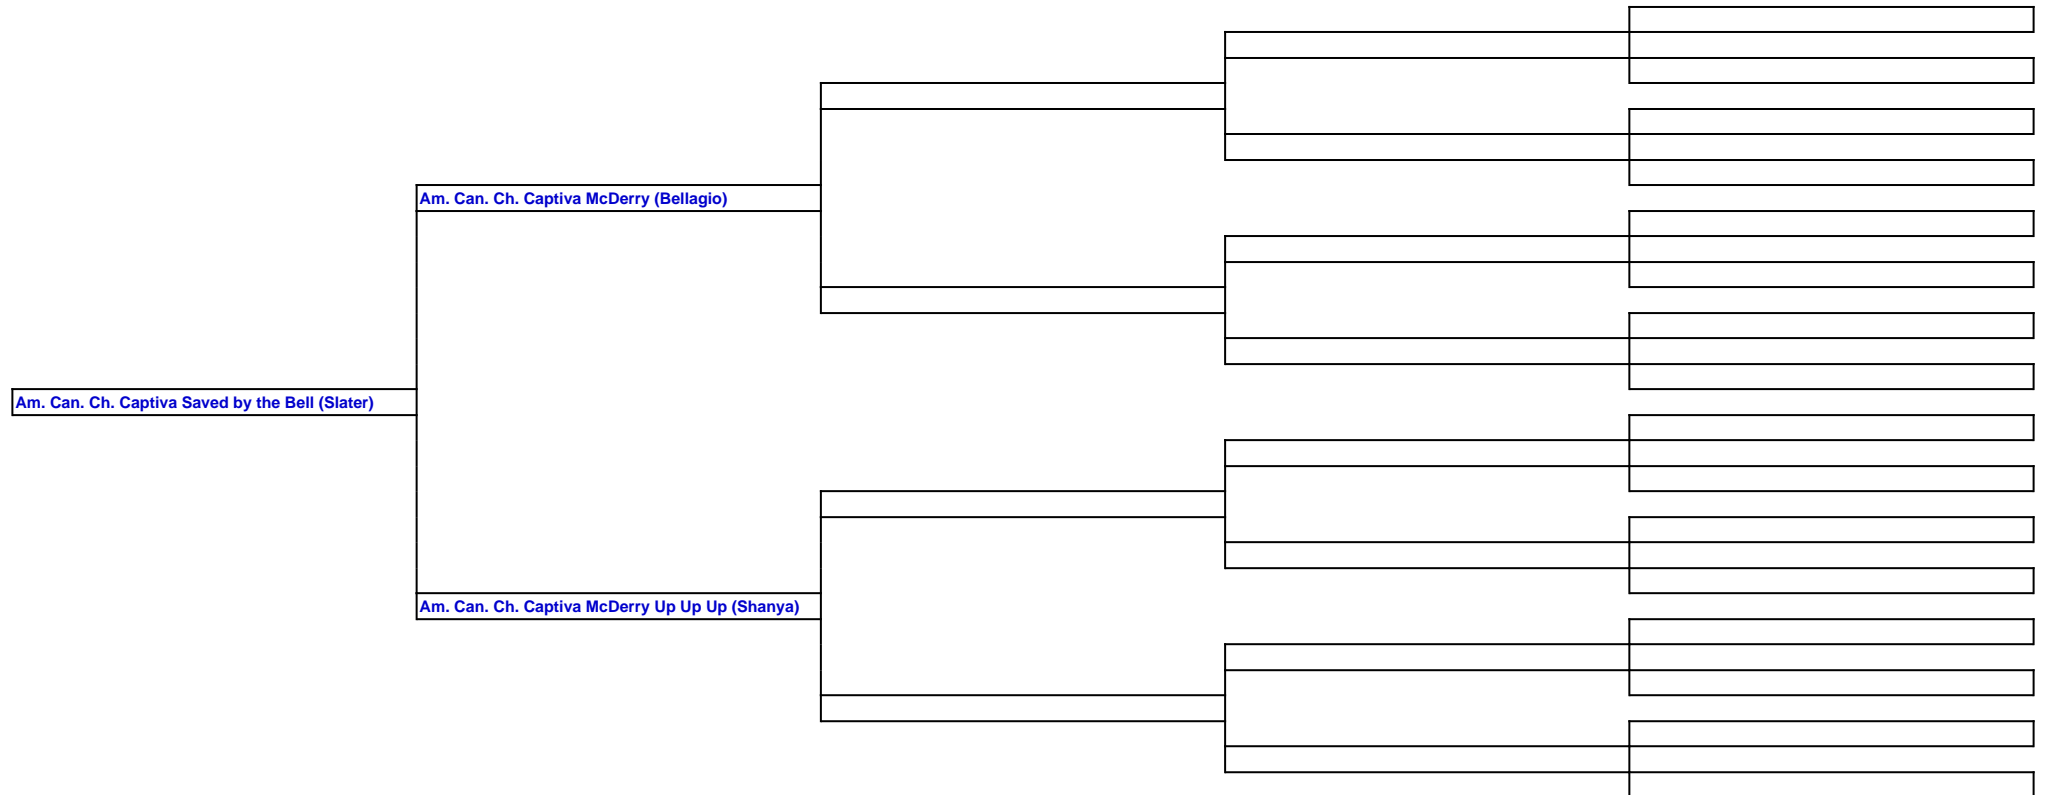 Am. Can. Ch. Captiva McDerry (Bellagio)
Am. Can. Ch. Captiva Saved by the Bell (Slater)
Am. Can. Ch. Captiva McDerry Up Up Up (Shanya)